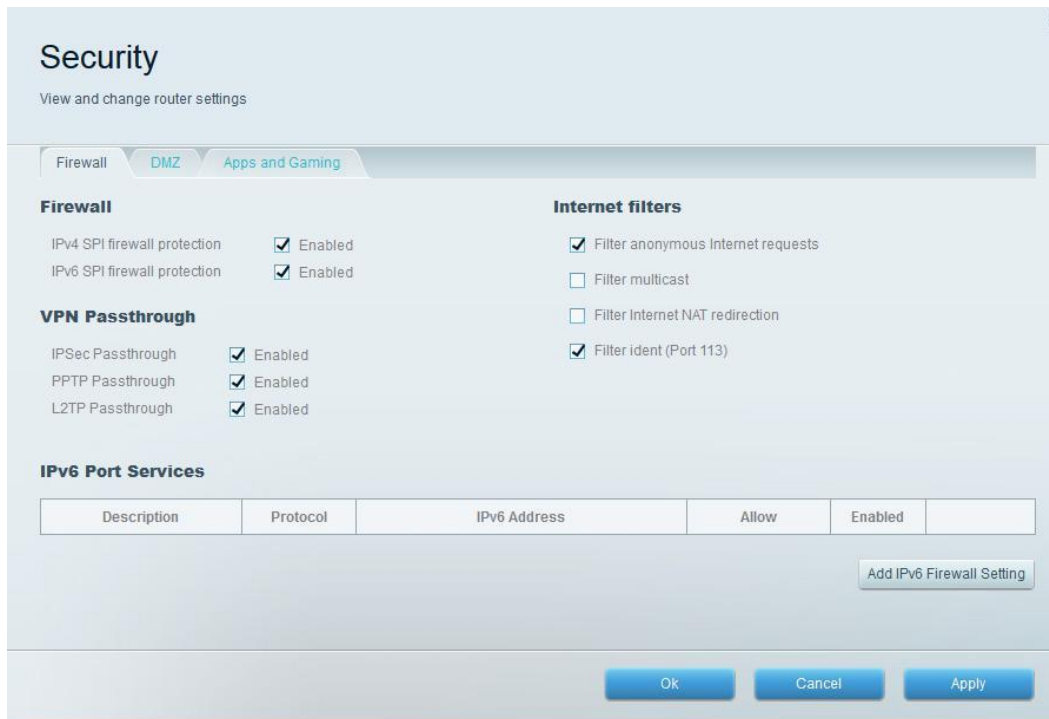 Security
View and change router settings
Firewall
DMZ
Apps and Gaming
Firewall
IPv4 SPI firewall protection Enabled
IPv6 SPI firewall protection Enabled
VPN Passthrough
IPSec Passthrough Enabled
PPTP Passthrough Enabled
L2TP Passthrough Enabled
Internet filters
Filter anonymous Internet requests
Filter multicast
Filter Internet NAT redirection
Filter ident (Port 113)
IPv6 Port Services
Description Protocol IPv6 Address Allow Enabled
Add IPv6 Firewall Setting
Ok Cancel Apply